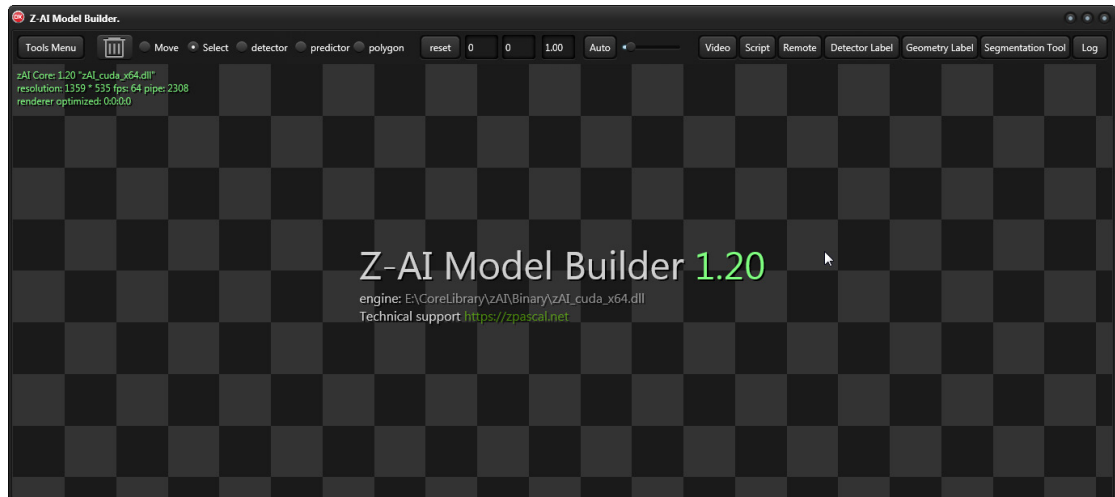 Z-AI Model Builder.
Tools Menu Move Select detector predictor polygon reset 0 0 1.00 Auto Video Script Remote Detector Label Geometry Label Segmentation Tool Log
zAI Core: 1.20 "zAI_cuda_x64.dll"
resolution: 1359 * 535 fps: 64 pipe: 2308
renderer optimized: 0:0:0:0
Z-AI Model Builder 1.20
engine: E:\CoreLibrary\zAI\Binary\zAI_cuda_x64.dll
Technical support https://zpascal.net